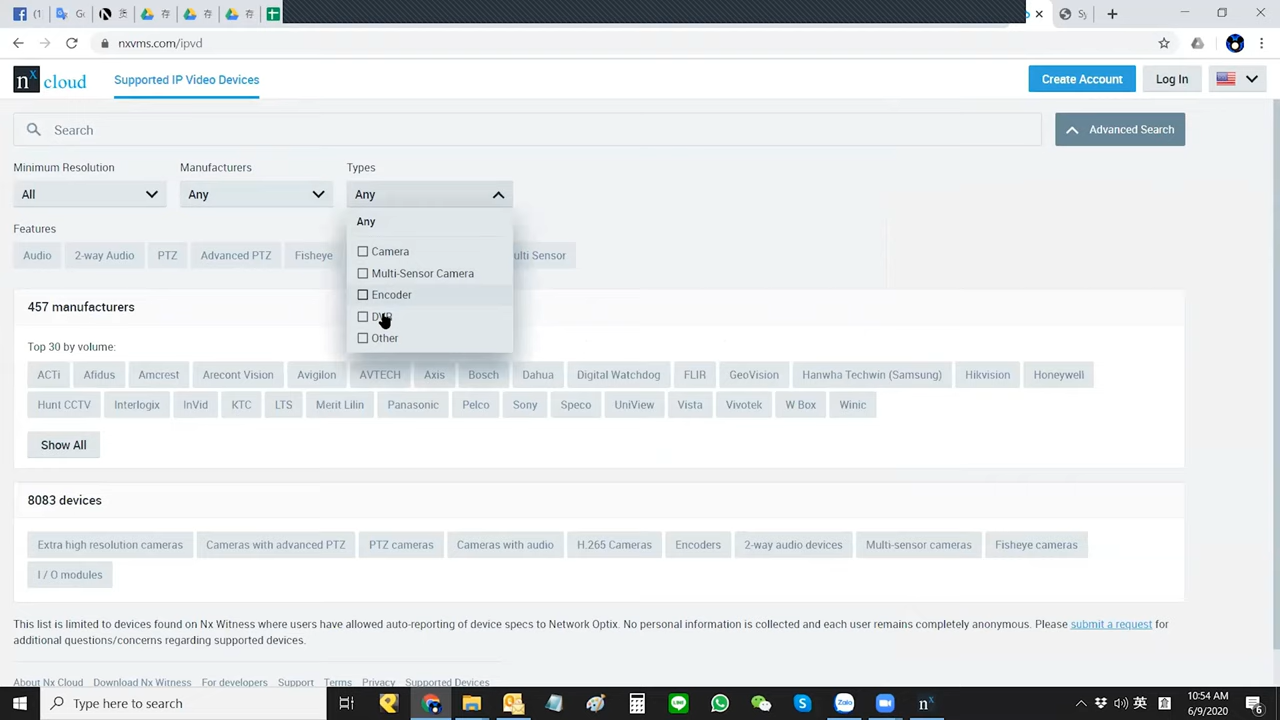 nxvms.com/ipvd
nx cloud
Supported IP Video Devices
Create Account
Log In
Search
Advanced Search
Minimum Resolution
Manufacturers
Types
All
Any
Any
Any
Camera
Multi-Sensor Camera
Encoder
Other
Features
Audio
2-way Audio
PTZ
Advanced PTZ
Fisheye
Sensor
457 manufacturers
Top 30 by volume:
ACTi Afidus Amcrest Arecont Vision Avigilon AVTECH Axis Bosch Dahua Digital Watchdog FLIR GeoVision Hanwha Techwin (Samsung) Hikvision Honeywell
Hunt CCTV Interlogix InVid KTC LTS Merit Lilin Panasonic Pelco Sony Speco UniView Vista Vivotek W Box Winic
Show All
8083 devices
Extra high resolution cameras Cameras with advanced PTZ PTZ cameras Cameras with audio H.265 Cameras Encoders 2-way audio devices Multi-sensor cameras Fisheye cameras
I / O modules
This list is limited to devices found on Nx Witness where users have allowed auto-reporting of device specs to Network Optix. No personal information is collected and each user remains completely anonymous. Please submit a request for
additional questions/concerns regarding supported devices.
About Nx Cloud Download Nx Witness For developers Support Terms Privacy Supported Devices
Type here to search
英
10:54 AM
6/9/2020
6